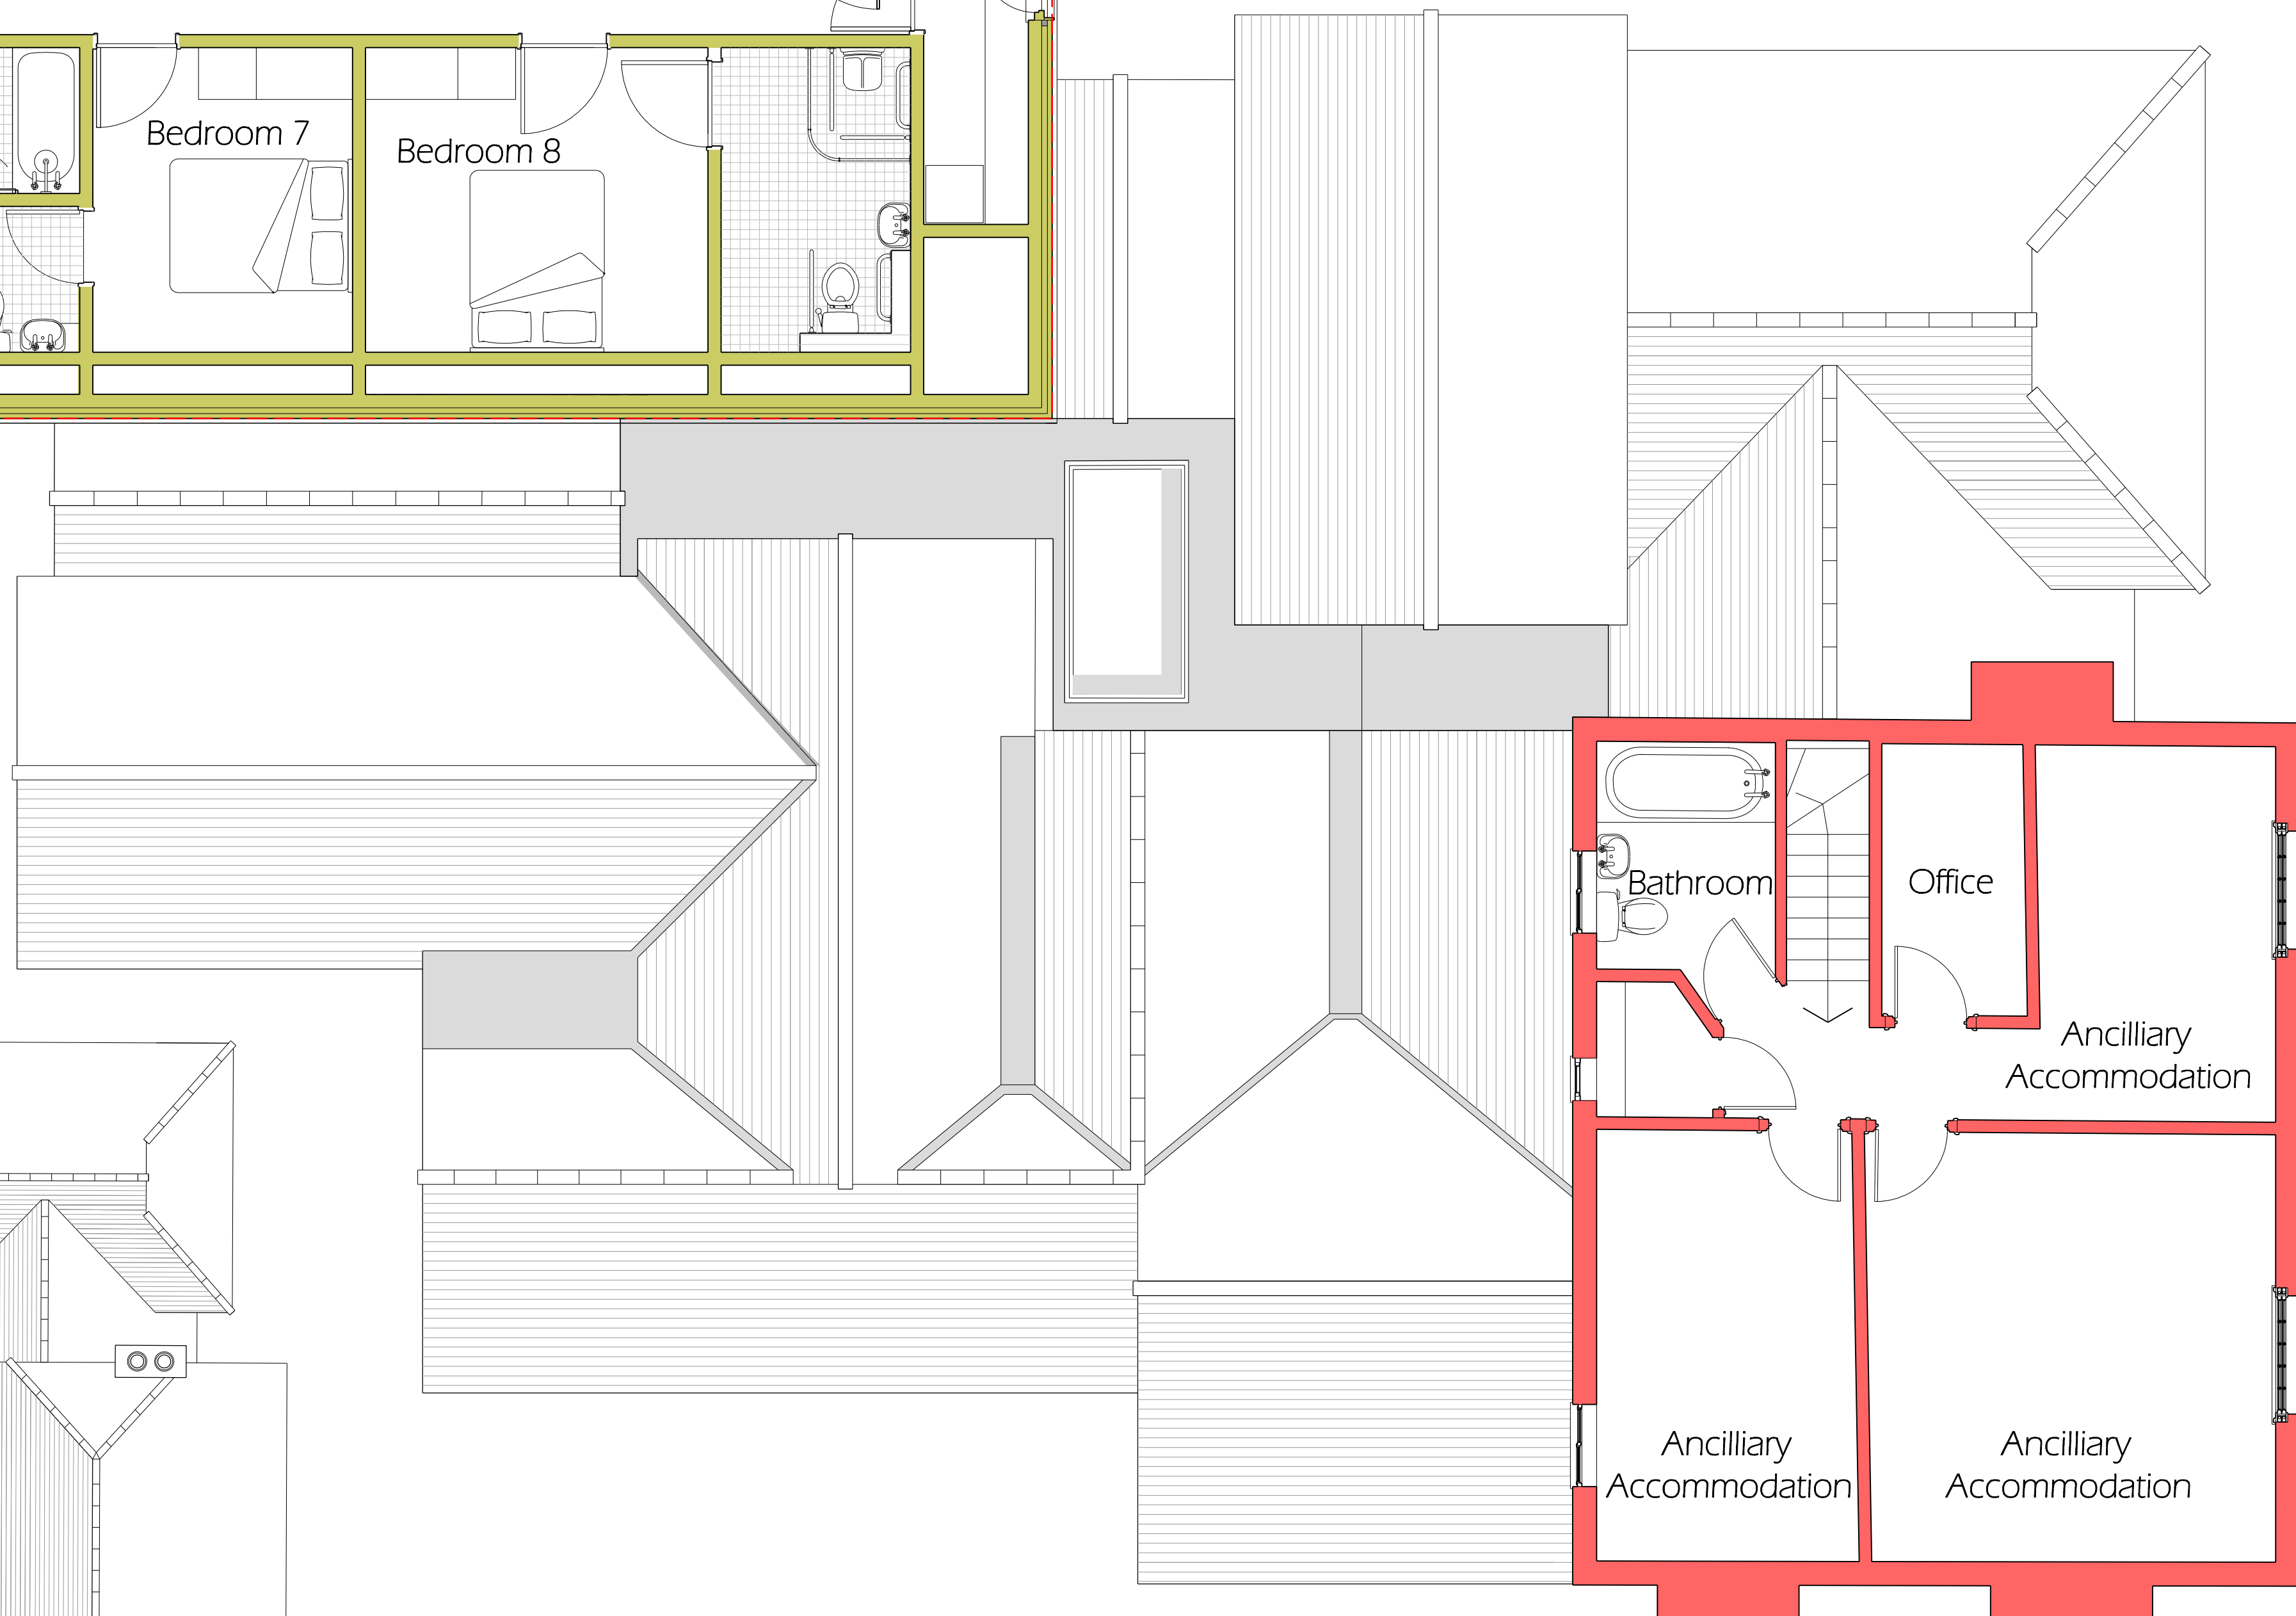 Bedroom 7
Bedroom 8
Bathroom
Office
Ancilliary
Accommodation
Ancilliary
Accommodation
Ancilliary
Accommodation